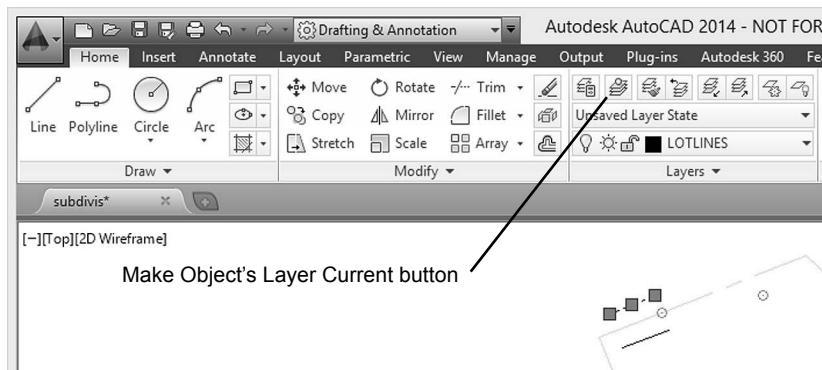 Drafting & Annotation
Autodesk AutoCAD 2014 - NOT FOR
Home Insert Annotate Layout Parametric View Manage Output Plug-ins Autodesk 360 Fe
Move Rotate Trim
Copy Mirror Fillet
Unsaved Layer State
Line Polyline Circle Arc
Stretch Scale Array
LOTLINES
Draw Modify Layers
subdivis*
[−][Top][2D Wireframe]
Make Object's Layer Current button